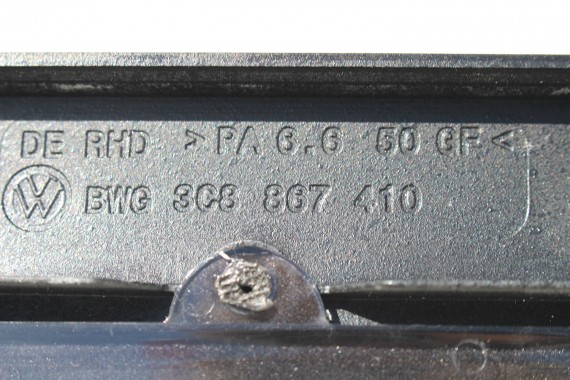 DE RHD >PA 6.6 50 GF<
BWG 3C8 867 410